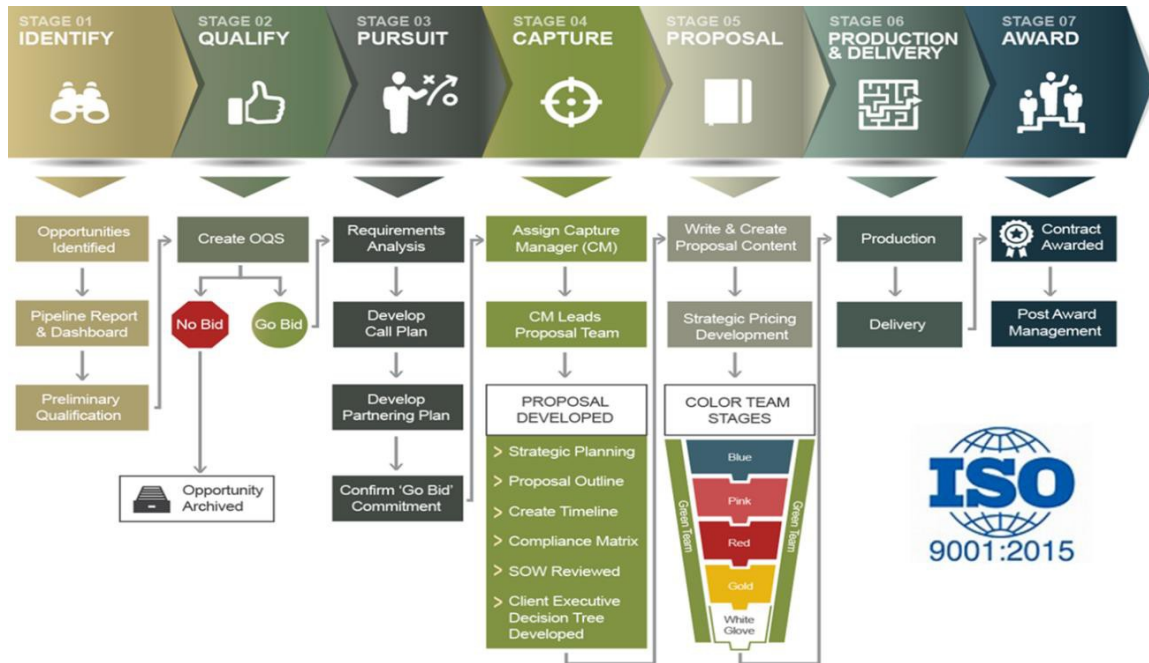 STAGE 01
IDENTIFY
STAGE 02
QUALIFY
STAGE 03
PURSUIT
STAGE 04
CAPTURE
STAGE 05
PROPOSAL
STAGE 06
PRODUCTION
& DELIVERY
STAGE 07
AWARD
Opportunities
Identified
Pipeline Report
& Dashboard
Preliminary
Qualification
Create OQS
No Bid
Go Bid
Opportunity
Archived
Requirements
Analysis
Develop
Call Plan
Develop
Partnering Plan
Confirm ‘Go Bid’
Commitment
Assign Capture
Manager (CM)
CM Leads
Proposal Team
PROPOSAL
DEVELOPED
> Strategic Planning
> Proposal Outline
> Create Timeline
> Compliance Matrix
> SOW Reviewed
> Client Executive
Decision Tree
Developed
Write & Create
Proposal Content
Strategic Pricing
Development
COLOR TEAM
STAGES
Green Team
Blue
Pink
Red
Gold
White
Glove
Green Team
Production
Delivery
Contract
Awarded
Post Award
Management
ISO
9001:2015